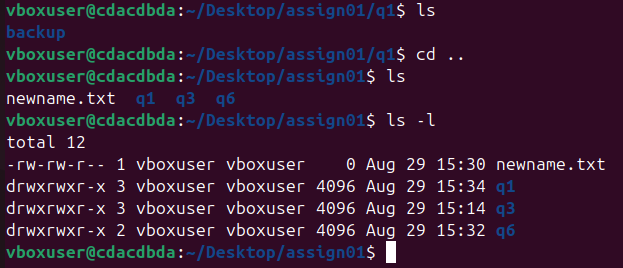 vboxuser@cdacdbda:~/Desktop/assign01/q1$ ls
backup
vboxuser@cdacdbda:~/Desktop/assign01/q1$ cd ..
vboxuser@cdacdbda:~/Desktop/assign01$ ls
newname.txt  q1  q3  q6
vboxuser@cdacdbda:~/Desktop/assign01$ ls -l
total 12
-rw-rw-r-- 1 vboxuser vboxuser    0 Aug 29 15:30 newname.txt
drwxrwxr-x 3 vboxuser vboxuser 4096 Aug 29 15:34 q1
drwxrwxr-x 3 vboxuser vboxuser 4096 Aug 29 15:14 q3
drwxrwxr-x 2 vboxuser vboxuser 4096 Aug 29 15:32 q6
vboxuser@cdacdbda:~/Desktop/assign01$